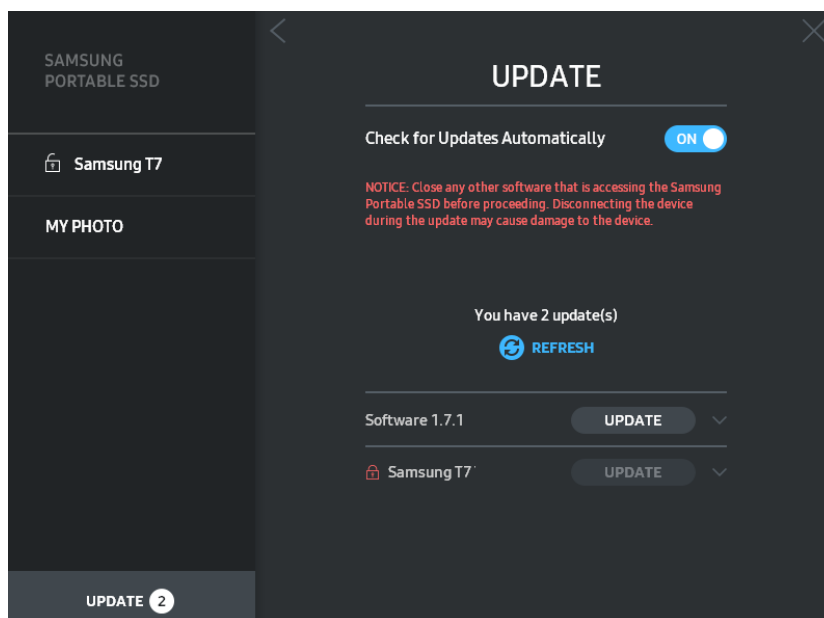 SAMSUNG
PORTABLE SSD
Samsung T7
MY PHOTO
UPDATE 2
UPDATE
Check for Updates Automatically
ON
NOTICE: Close any other software that is accessing the Samsung
Portable SSD before proceeding. Disconnecting the device
during the update may cause damage to the device.
You have 2 update(s)
REFRESH
Software 1.7.1 UPDATE
Samsung T7 UPDATE